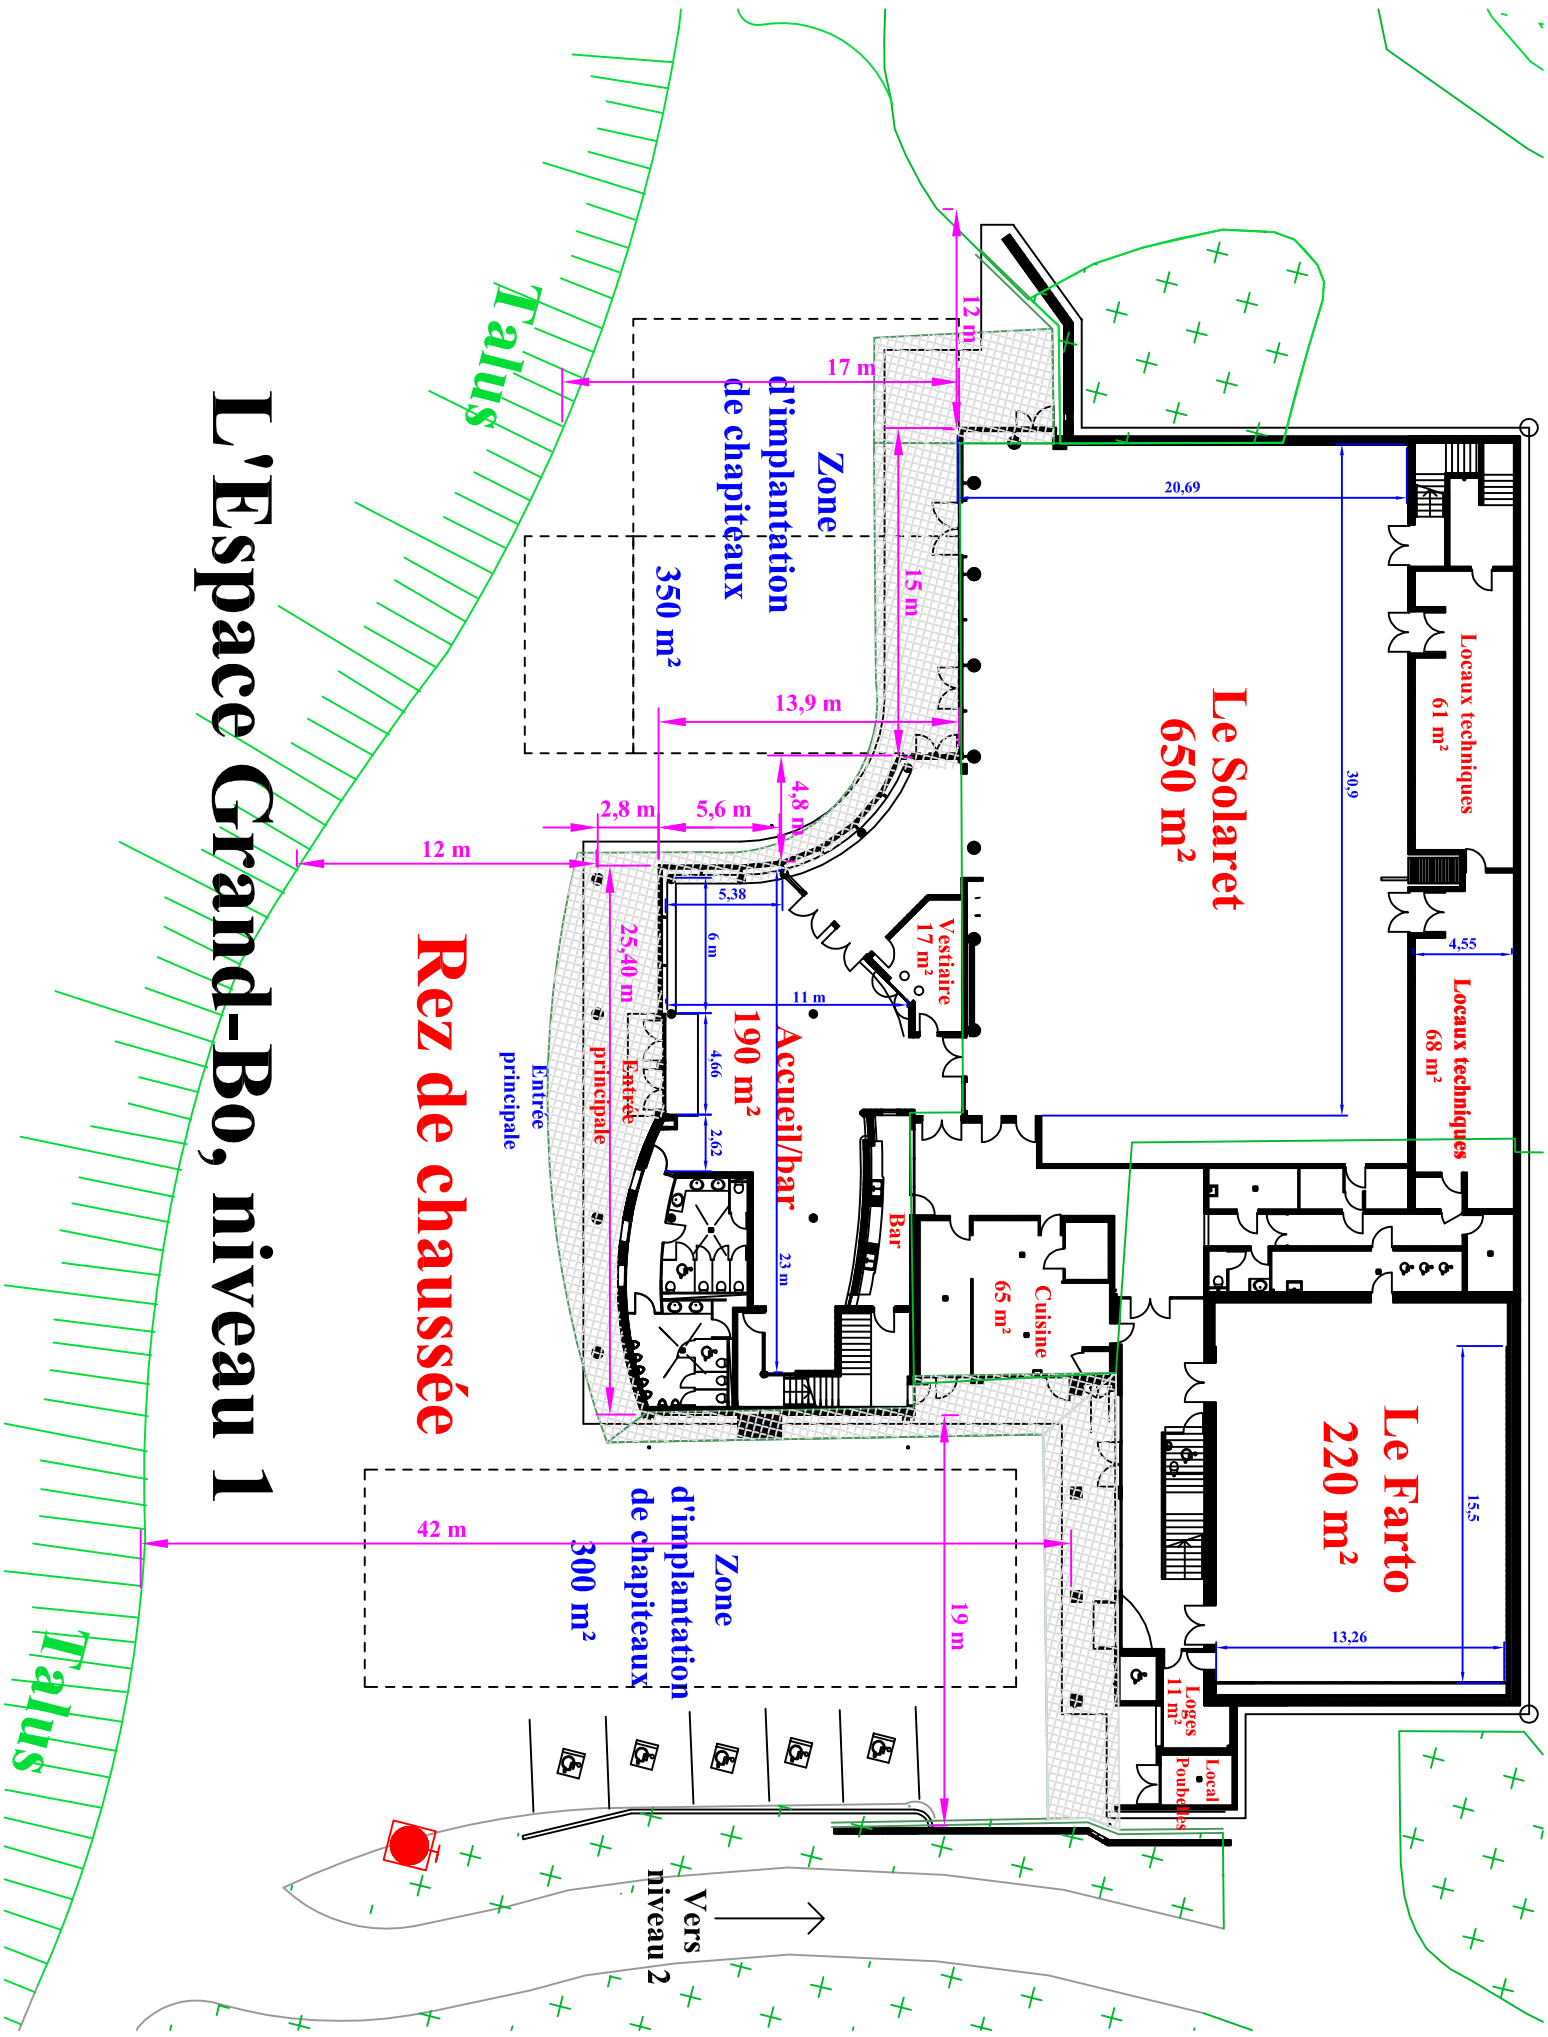 L'Espace Grand-Bo, niveau 1
Rez de chaussée
Le Solaret
650 m²
Le Farto
220 m²
Locaux techniques
61 m²
Locaux techniques
68 m²
Vestiaire
17 m²
Accueil/bar
190 m²
Bar
Cuisine
65 m²
Loges
11 m²
Local
Poubelles
Entrée
principale
Entrée
principale
Zone
d'implantation
de chapiteaux
350 m²
Zone
d'implantation
de chapiteaux
300 m²
Talus
Talus
Vers
niveau 2
12 m
17 m
15 m
13,9 m
4,8 m
5,6 m
2,8 m
12 m
25,40 m
42 m
19 m
20,69
30,9
4,55
15,5
13,26
5,38
6 m
11 m
4,66
2,62
23 m